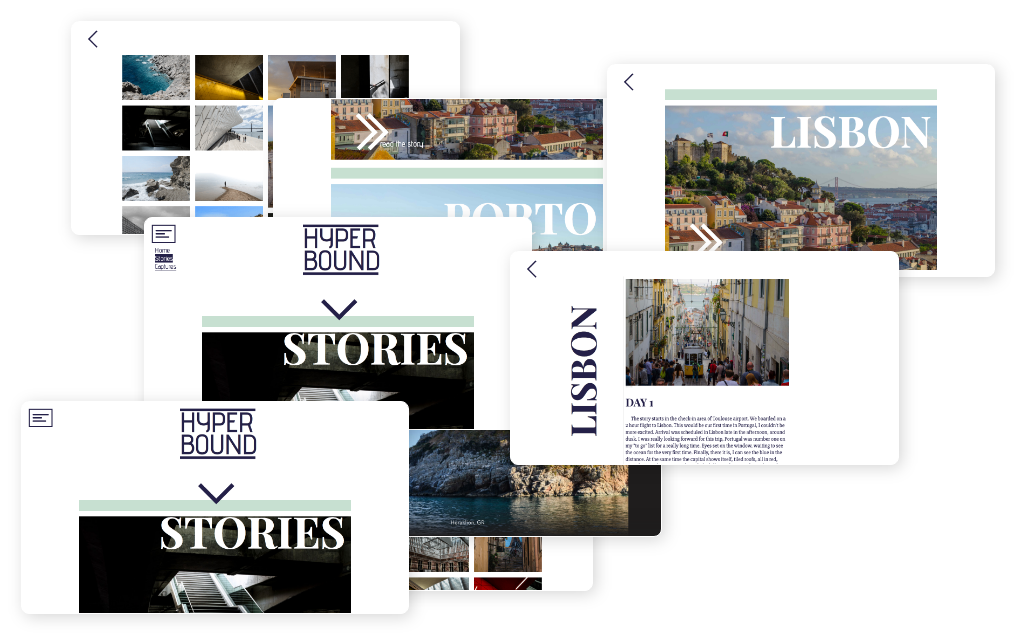 read the story ...
PORTO
LISBON
Home
Stories
Captures
HYPER
BOUND
STORIES
LISBON
DAY 1
The story starts in the check-in area of Toulouse airport. We boarded on a
2 hour flight to Lisbon. This would be our first time in Portugal, I couldn't be
more excited. Arrival was scheduled in Lisbon late in the afternoon, around
dusk. I was really looking forward for this trip. Portugal was number one on
my "to go" list for a really long time. Eyes set on the window, waiting to see
the ocean for the very first time. Finally, there it is, I can see the blue in the
distance. At the same time the capital shows itself, tiled roofs, all in red,
HYPER
BOUND
STORIES
Heraklion, GR